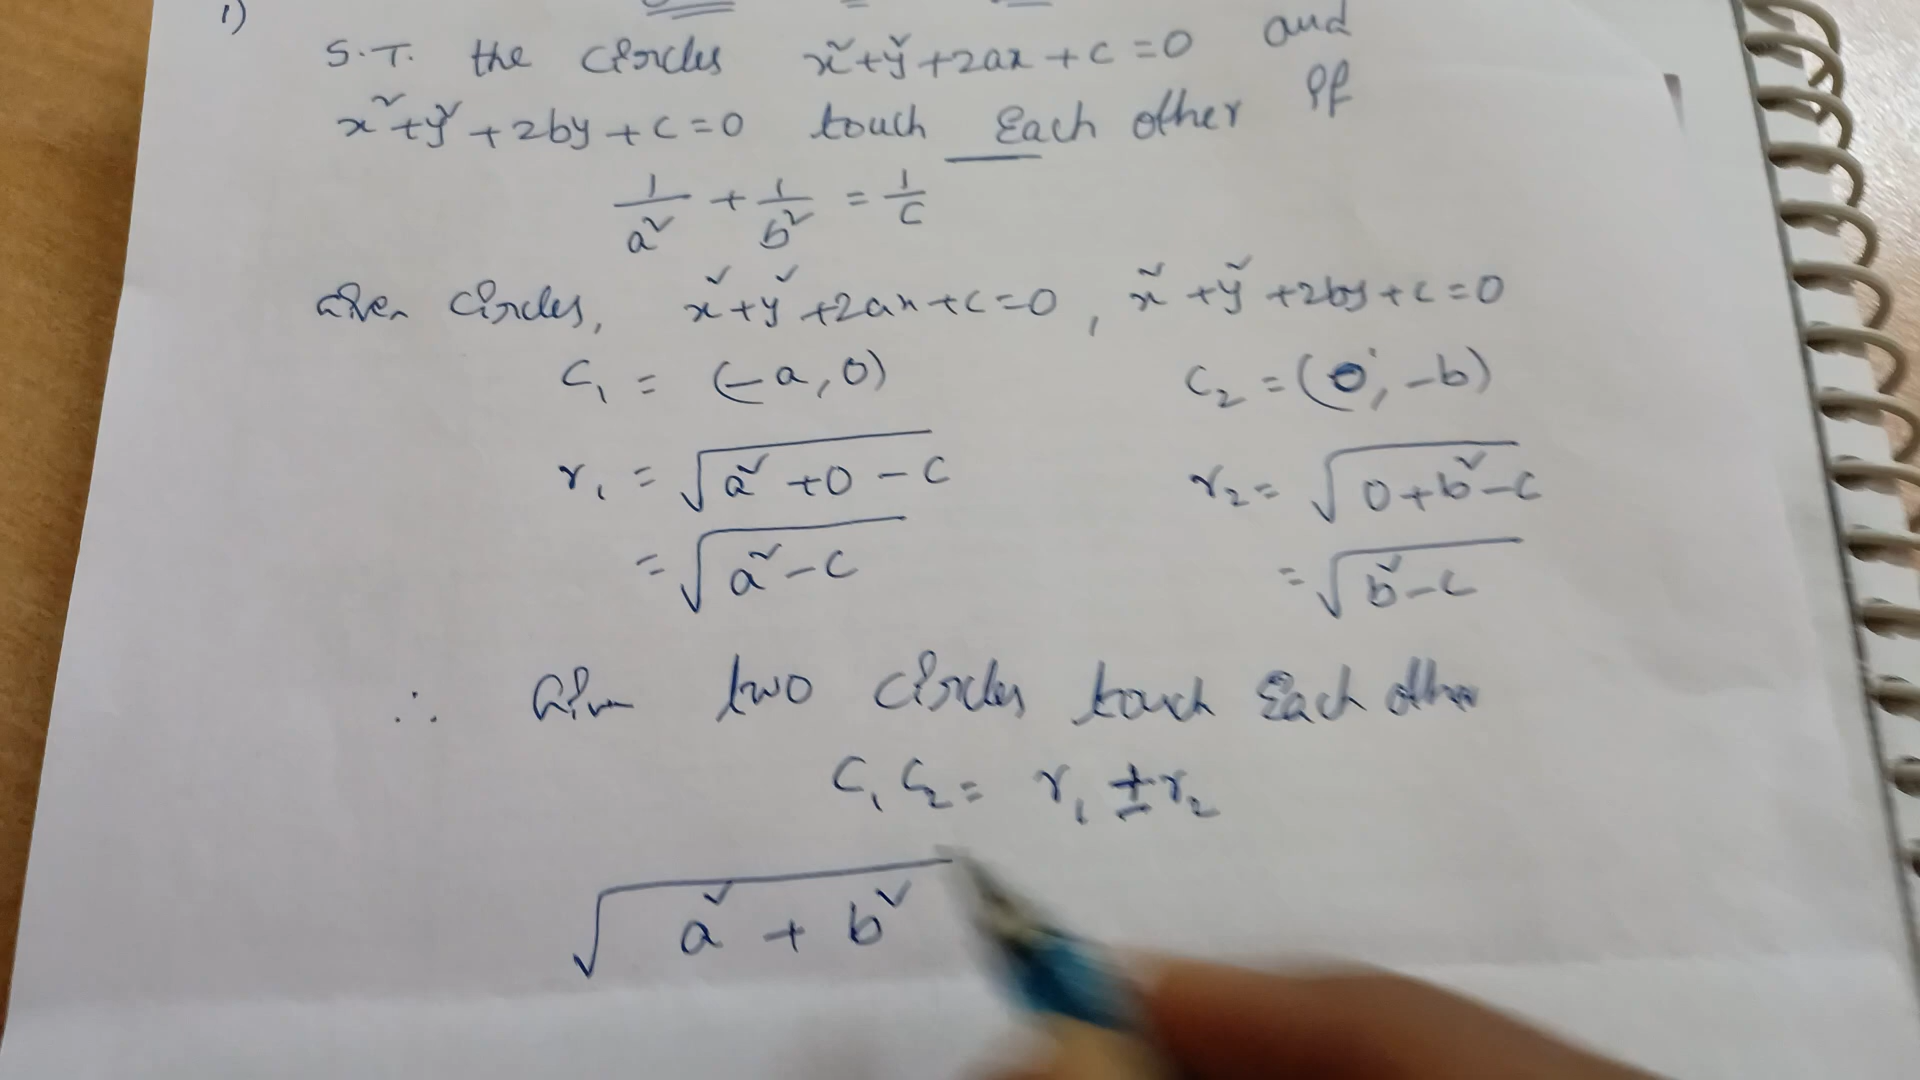 1)
S.T. the circles x²+y²+2ax+c=0 and
x²+y²+2by+c=0 touch Each other if
1/a² + 1/b² = 1/c
Given circles, x²+y²+2ax+c=0, x²+y²+2by+c=0
C₁ = (-a, 0) C₂ = (0, -b)
r₁ = √(a²+0-c) r₂ = √(0+b²-c)
= √(a²-c) = √(b²-c)
∴ Given two circles touch Each other
C₁C₂ = r₁ ± r₂
√(a² + b²)